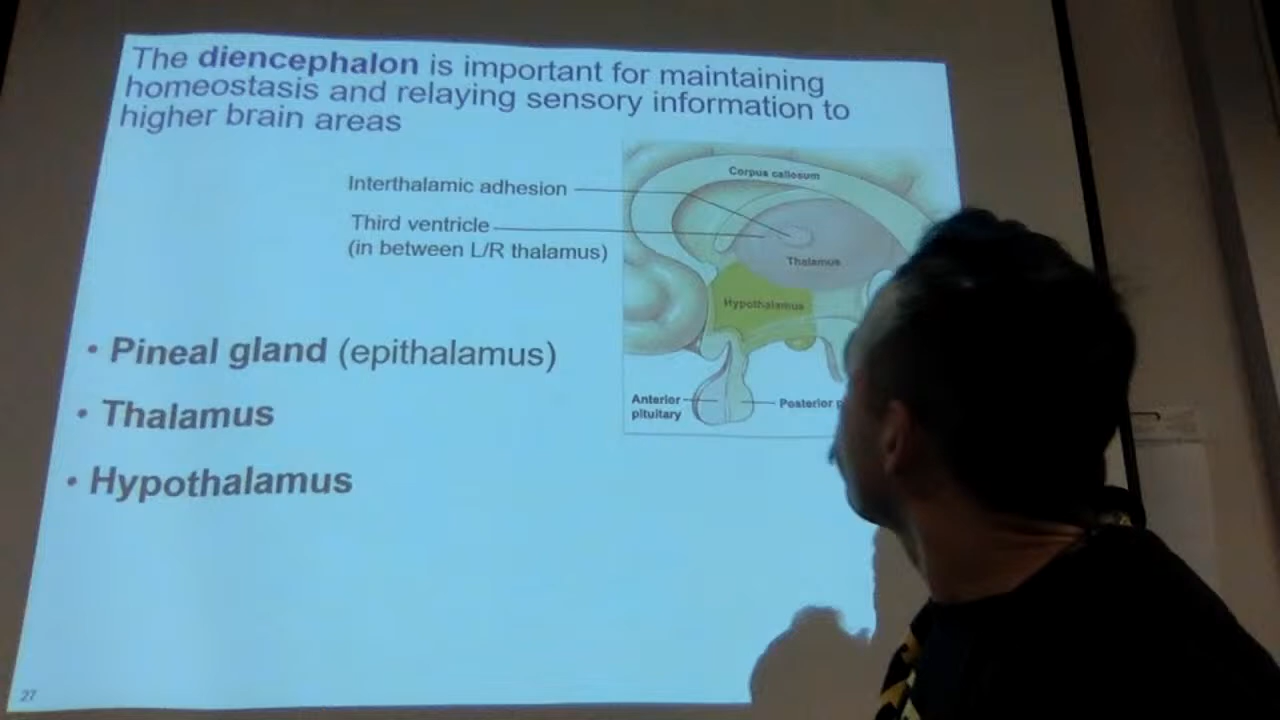 The diencephalon is important for maintaining
homeostasis and relaying sensory information to
higher brain areas
Interthalamic adhesion
Third ventricle
(in between L/R thalamus)
Corpus callosum
Thalamus
Hypothalamus
Anterior
pituitary
Posterior
• Pineal gland (epithalamus)
• Thalamus
• Hypothalamus
27